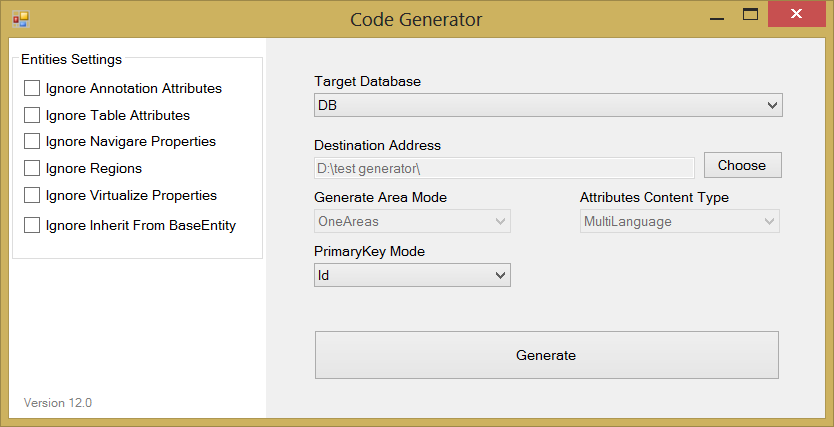 Code Generator
Entities Settings
Ignore Annotation Attributes
Ignore Table Attributes
Ignore Navigare Properties
Ignore Regions
Ignore Virtualize Properties
Ignore Inherit From BaseEntity
Version 12.0
Target Database
DB
Destination Address
D:\test generator\
Choose
Generate Area Mode
OneAreas
Attributes Content Type
MultiLanguage
PrimaryKey Mode
Id
Generate